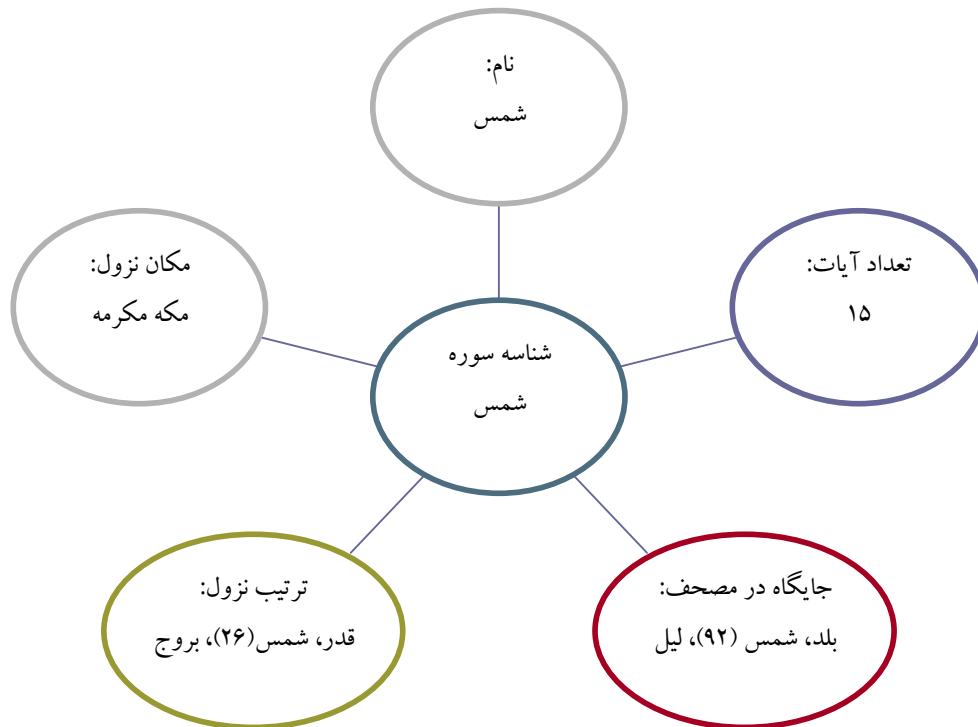 نام:
شمس
تعداد آیات:
۱۵
مکان نزول:
مکه مکرمه
شناسه سوره
شمس
جایگاه در مصحف:
بلد، شمس (۹۲)، لیل
ترتیب نزول:
قدر، شمس(۲۶)، بروج